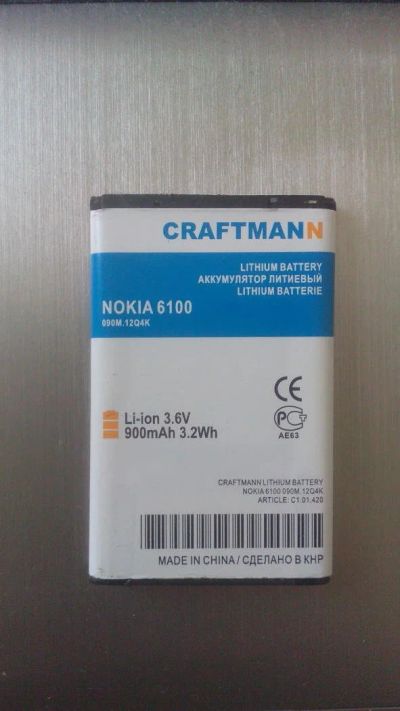 CRAFTMANN
LITHIUM BATTERY
АККУМУЛЯТОР ЛИТИЕВЫЙ
LITHIUM BATTERIE
NOKIA 6100
090M.12Q4K
Li-ion 3.6V
900mAh 3.2Wh
CE
РСТ
AE63
CRAFTMANN LITHIUM BATTERY
NOKIA 6100 090M.12Q4K
ARTICLE: C1.01.420
MADE IN CHINA / СДЕЛАНО В КНР